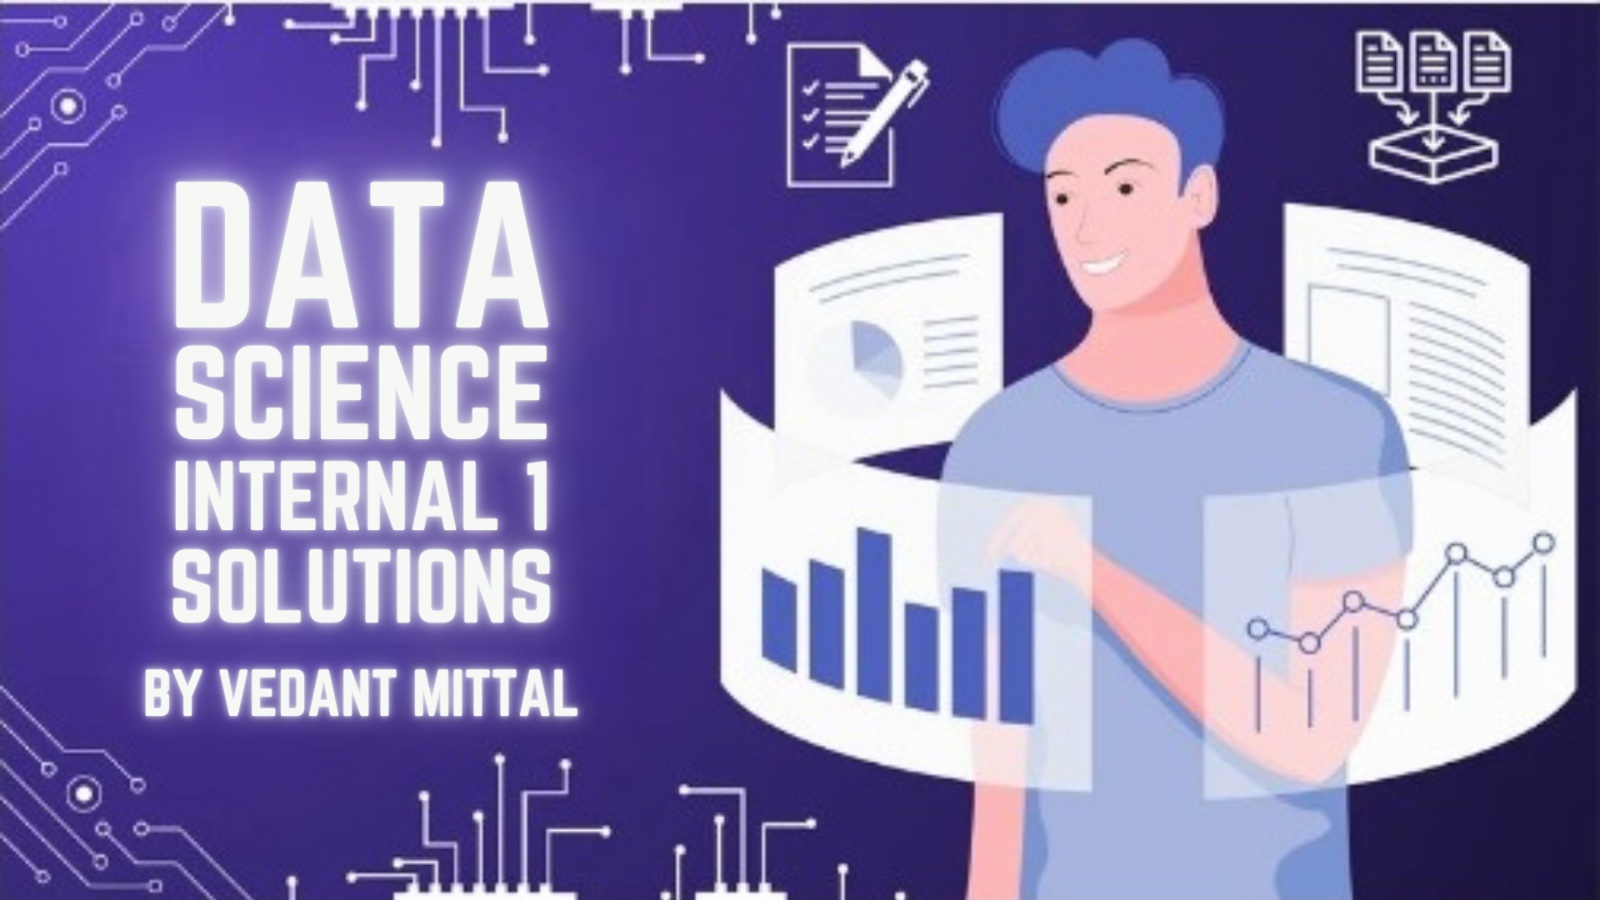 DATA
SCIENCE
INTERNAL 1
SOLUTIONS
BY VEDANT MITTAL